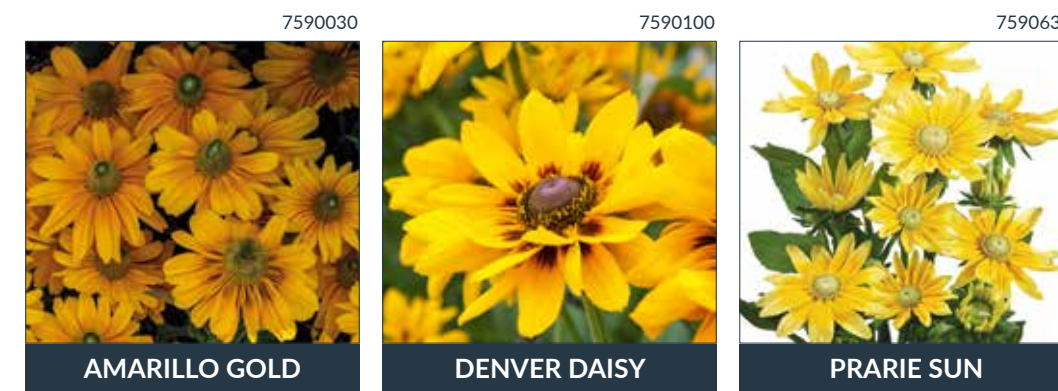 7590030
7590100
759063
AMARILLO GOLD
DENVER DAISY
PRARIE SUN